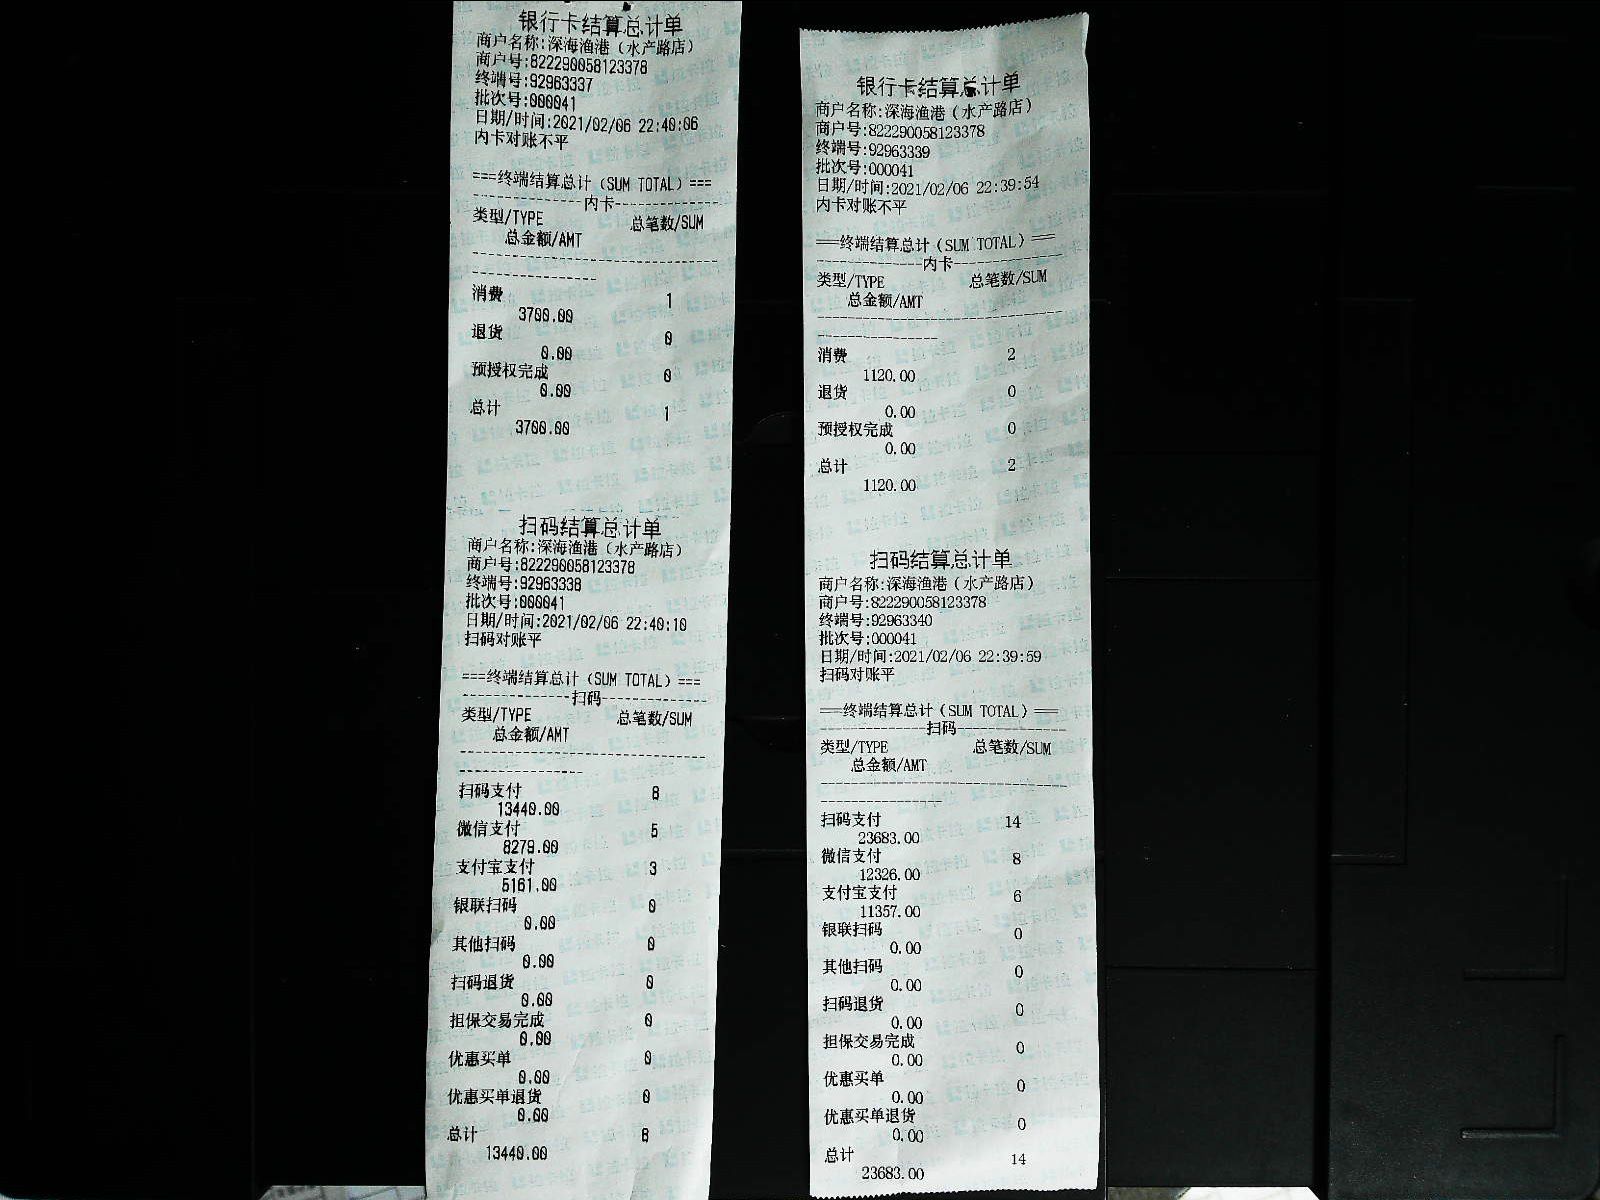 银行卡结算总计单
商户名称:深海渔港（水产路店）
商户号:822290058123378
终端号:92963337
批次号:000041
日期/时间:2021/02/06 22:40:06
内卡对账不平
===终端结算总计（SUM TOTAL）===
---------------内卡---------------
类型/TYPE 总笔数/SUM
总金额/AMT
消费 1
3700.00
退货 0
0.00
预授权完成 0
0.00
总计 1
3700.00
扫码结算总计单
商户名称:深海渔港（水产路店）
商户号:822290058123378
终端号:92963338
批次号:000041
日期/时间:2021/02/06 22:40:10
扫码对账平
===终端结算总计（SUM TOTAL）===
---------------扫码---------------
类型/TYPE 总笔数/SUM
总金额/AMT
扫码支付 8
13440.00
微信支付 5
8279.00
支付宝支付 3
5161.00
银联扫码 0
0.00
其他扫码 0
0.00
扫码退货 0
0.00
担保交易完成 0
0.00
优惠买单 0
0.00
优惠买单退货 0
0.00
总计 8
13440.00
银行卡结算总计单
商户名称:深海渔港（水产路店）
商户号:822290058123378
终端号:92963339
批次号:000041
日期/时间:2021/02/06 22:39:54
内卡对账不平
===终端结算总计（SUM TOTAL）===
---------------内卡---------------
类型/TYPE 总笔数/SUM
总金额/AMT
消费 2
1120.00
退货 0
0.00
预授权完成 0
0.00
总计 2
1120.00
扫码结算总计单
商户名称:深海渔港（水产路店）
商户号:822290058123378
终端号:92963340
批次号:000041
日期/时间:2021/02/06 22:39:59
扫码对账平
===终端结算总计（SUM TOTAL）===
---------------扫码---------------
类型/TYPE 总笔数/SUM
总金额/AMT
扫码支付 14
23683.00
微信支付 8
12326.00
支付宝支付 6
11357.00
银联扫码 0
0.00
其他扫码 0
0.00
扫码退货 0
0.00
担保交易完成 0
0.00
优惠买单 0
0.00
优惠买单退货 0
0.00
总计 14
23683.00